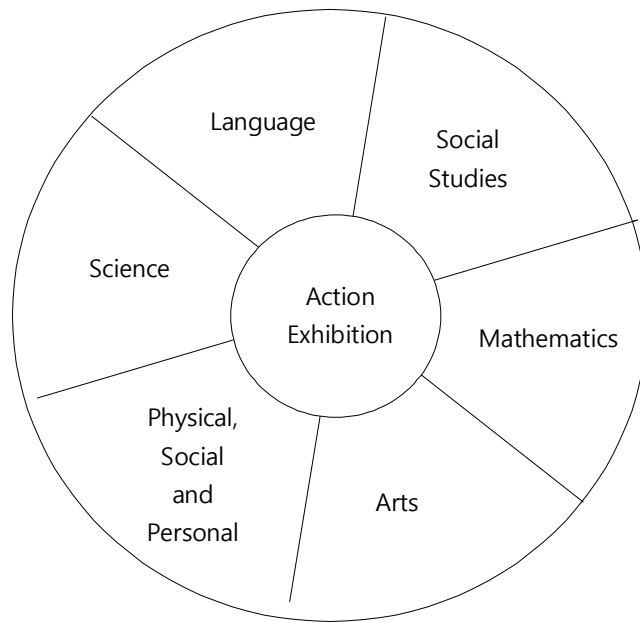 Language
Social
Studies
Science
Action
Exhibition
Mathematics
Physical,
Social
and
Personal
Arts